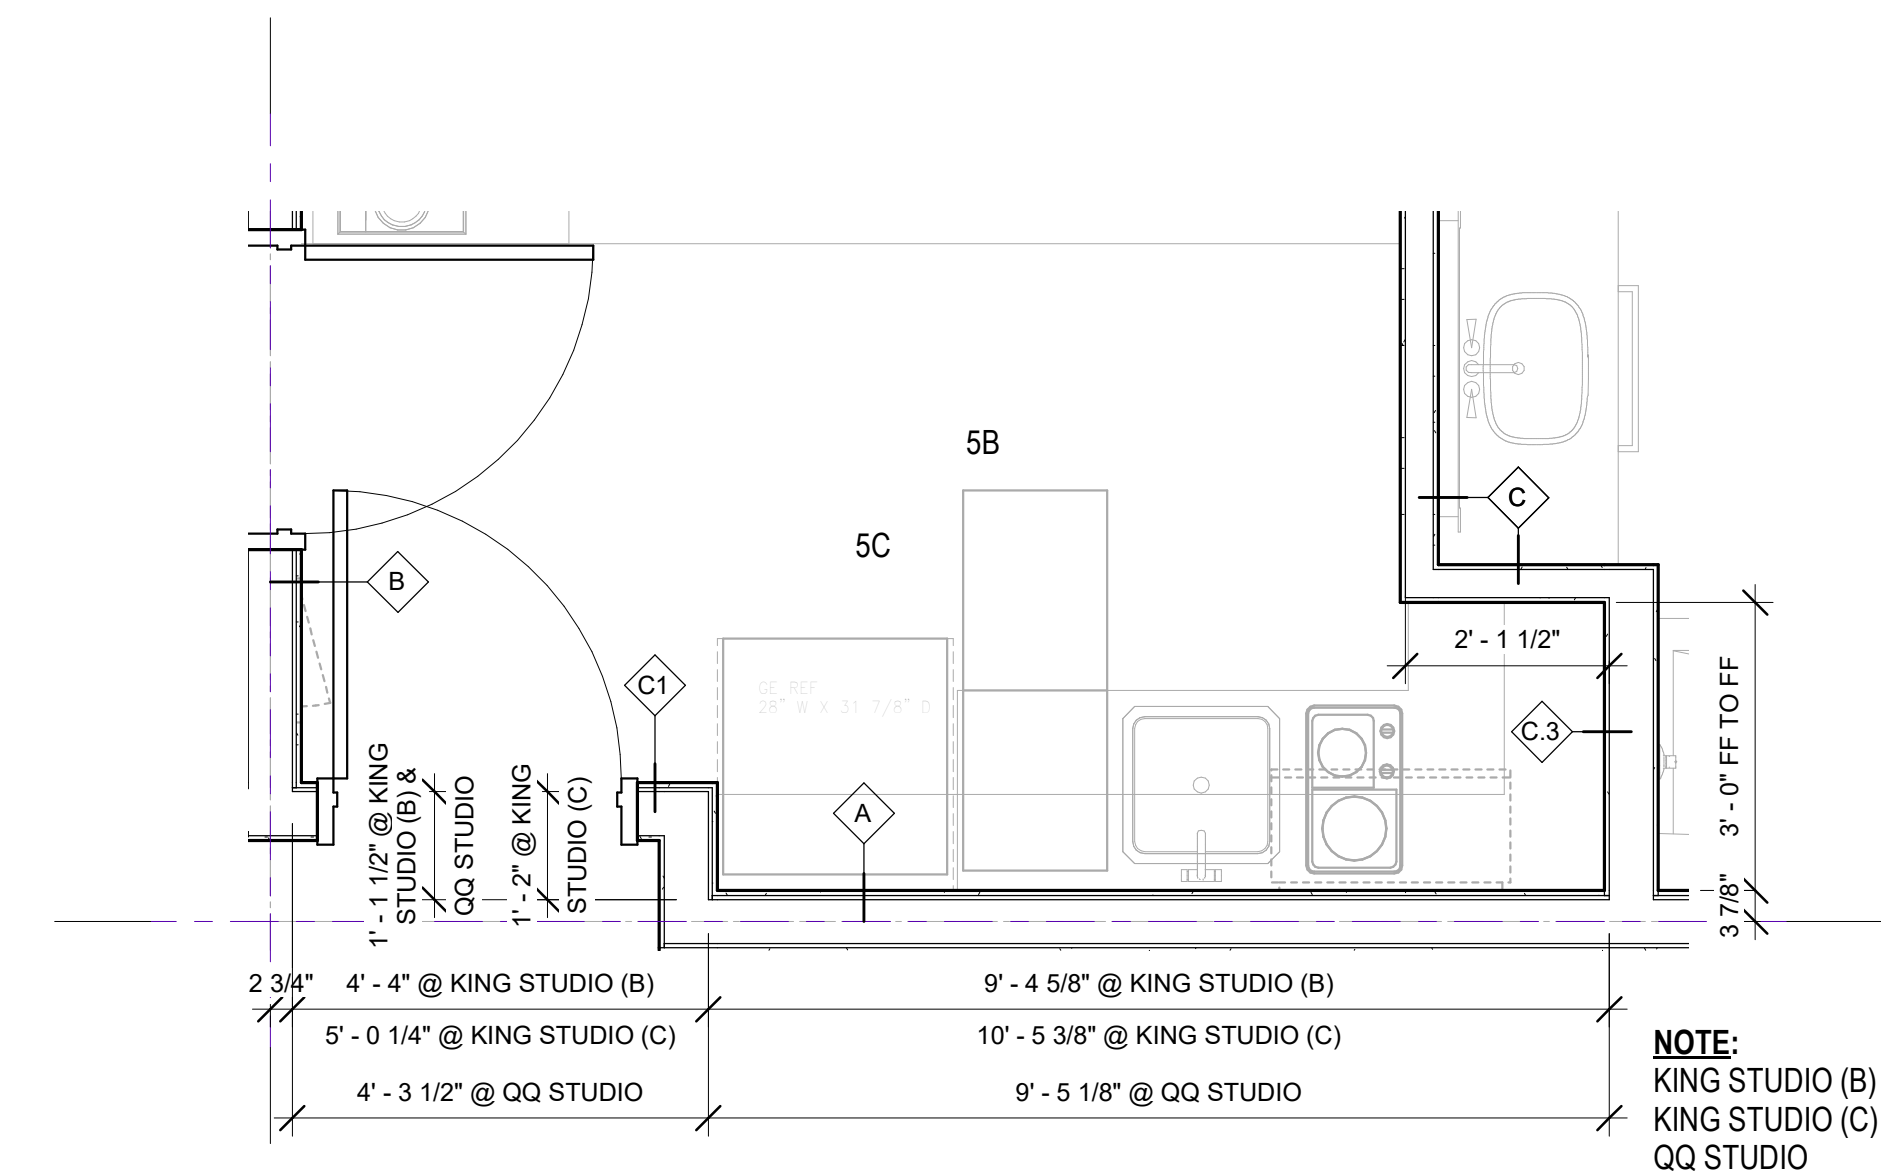 5B
C
5C
B
2' - 1 1/2"
C1
GE REF
28" W X 31 7/8" D
C.3
3' - 0" FF TO FF
3 7/8"
A
1' - 1 1/2" @ KING
STUDIO (B) &
QQ STUDIO
1' - 2" @ KING
STUDIO (C)
2 3/4"
4' - 4" @ KING STUDIO (B)
9' - 4 5/8" @ KING STUDIO (B)
5' - 0 1/4" @ KING STUDIO (C)
10' - 5 3/8" @ KING STUDIO (C)
4' - 3 1/2" @ QQ STUDIO
9' - 5 1/8" @ QQ STUDIO
NOTE:
KING STUDIO (B)
KING STUDIO (C)
QQ STUDIO